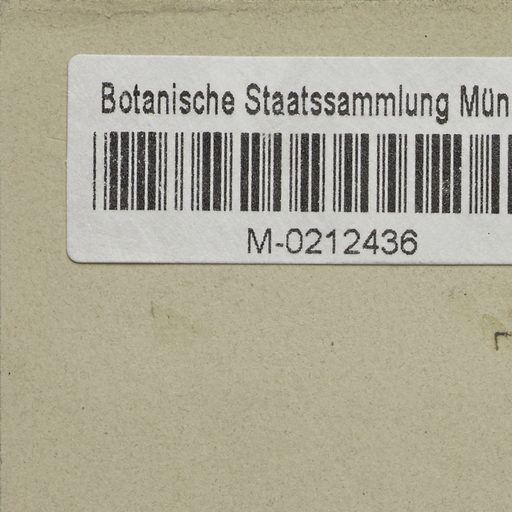 Botanische Staatssammlung Mün
M-0212436